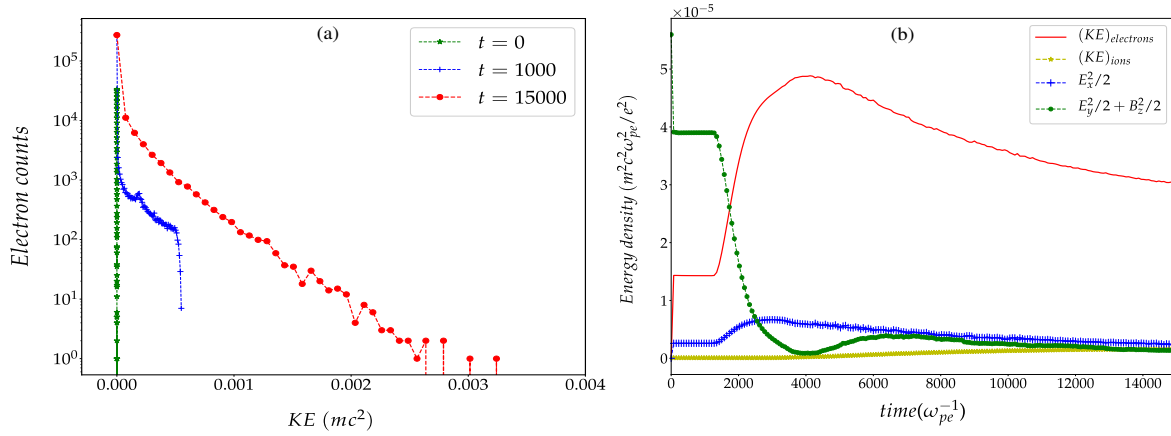 (a)
t = 0
t = 1000
t = 15000
Electron counts
10^5
10^4
10^3
10^2
10^1
10^0
0.000 0.001 0.002 0.003 0.004
KE (mc^2)
×10^-5
(b)
(KE)_electrons
(KE)_ions
E_x^2/2
E_y^2/2 + B_z^2/2
Energy density (m^2c^2ω_pe^2/e^2)
5
4
3
2
1
0
0 2000 4000 6000 8000 10000 12000 14000
time(ω_pe^-1)